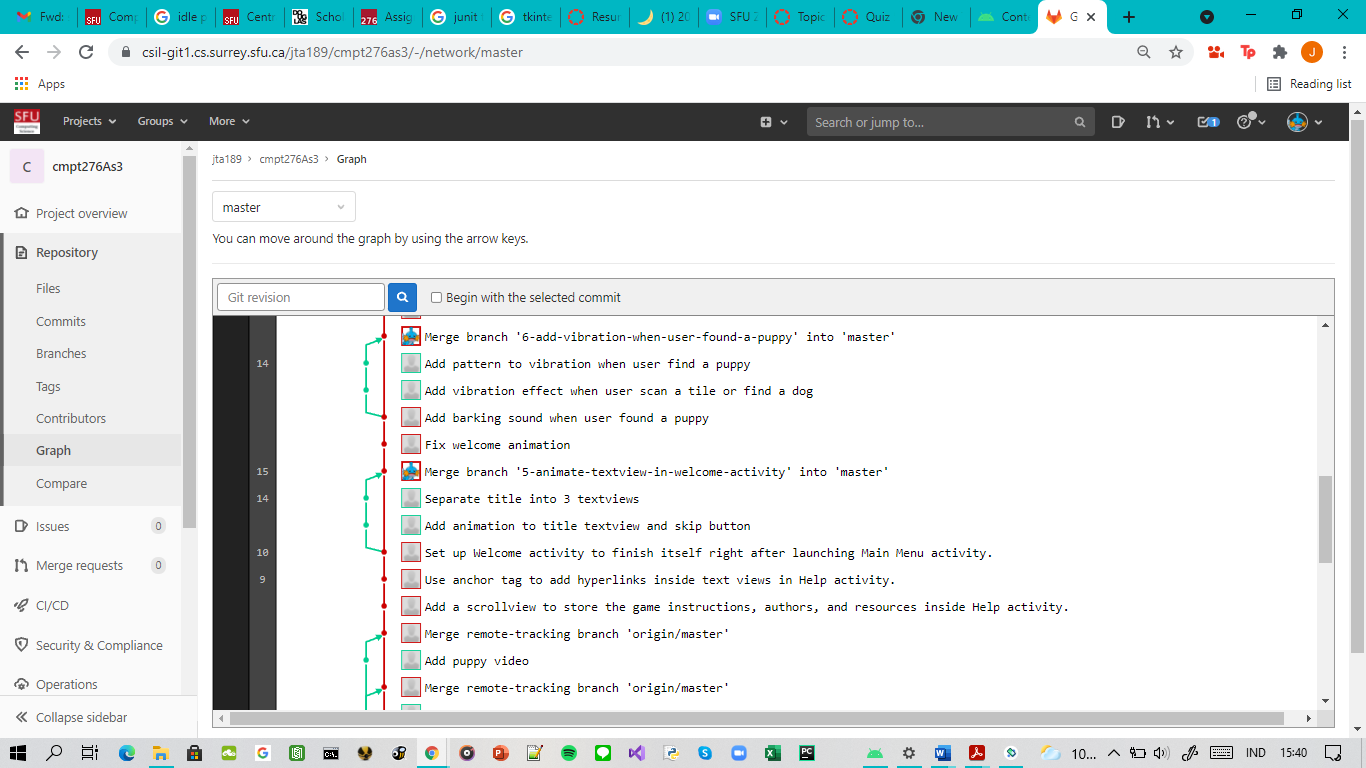 Fwd:
Comp
idle p
Centr
Schol
276 Assig
junit
tkinte
Resur
(1) 20
SFU Z
Topic
Quiz
New
Conte
G
csil-git1.cs.surrey.sfu.ca/jta189/cmpt276as3/-/network/master
Apps
Reading list
SFU
Projects
Groups
More
Search or jump to...
1
C
cmpt276As3
Project overview
Repository
Files
Commits
Branches
Tags
Contributors
Graph
Compare
Issues 0
Merge requests 0
CI/CD
Security & Compliance
Operations
Collapse sidebar
jta189 > cmpt276As3 > Graph
master
You can move around the graph by using the arrow keys.
Git revision
Begin with the selected commit
Merge branch '6-add-vibration-when-user-found-a-puppy' into 'master'
14 Add pattern to vibration when user find a puppy
Add vibration effect when user scan a tile or find a dog
Add barking sound when user found a puppy
Fix welcome animation
15 Merge branch '5-animate-textview-in-welcome-activity' into 'master'
14 Separate title into 3 textviews
Add animation to title textview and skip button
10 Set up Welcome activity to finish itself right after launching Main Menu activity.
9 Use anchor tag to add hyperlinks inside text views in Help activity.
Add a scrollview to store the game instructions, authors, and resources inside Help activity.
Merge remote-tracking branch 'origin/master'
Add puppy video
Merge remote-tracking branch 'origin/master'
10...
IND
15:40